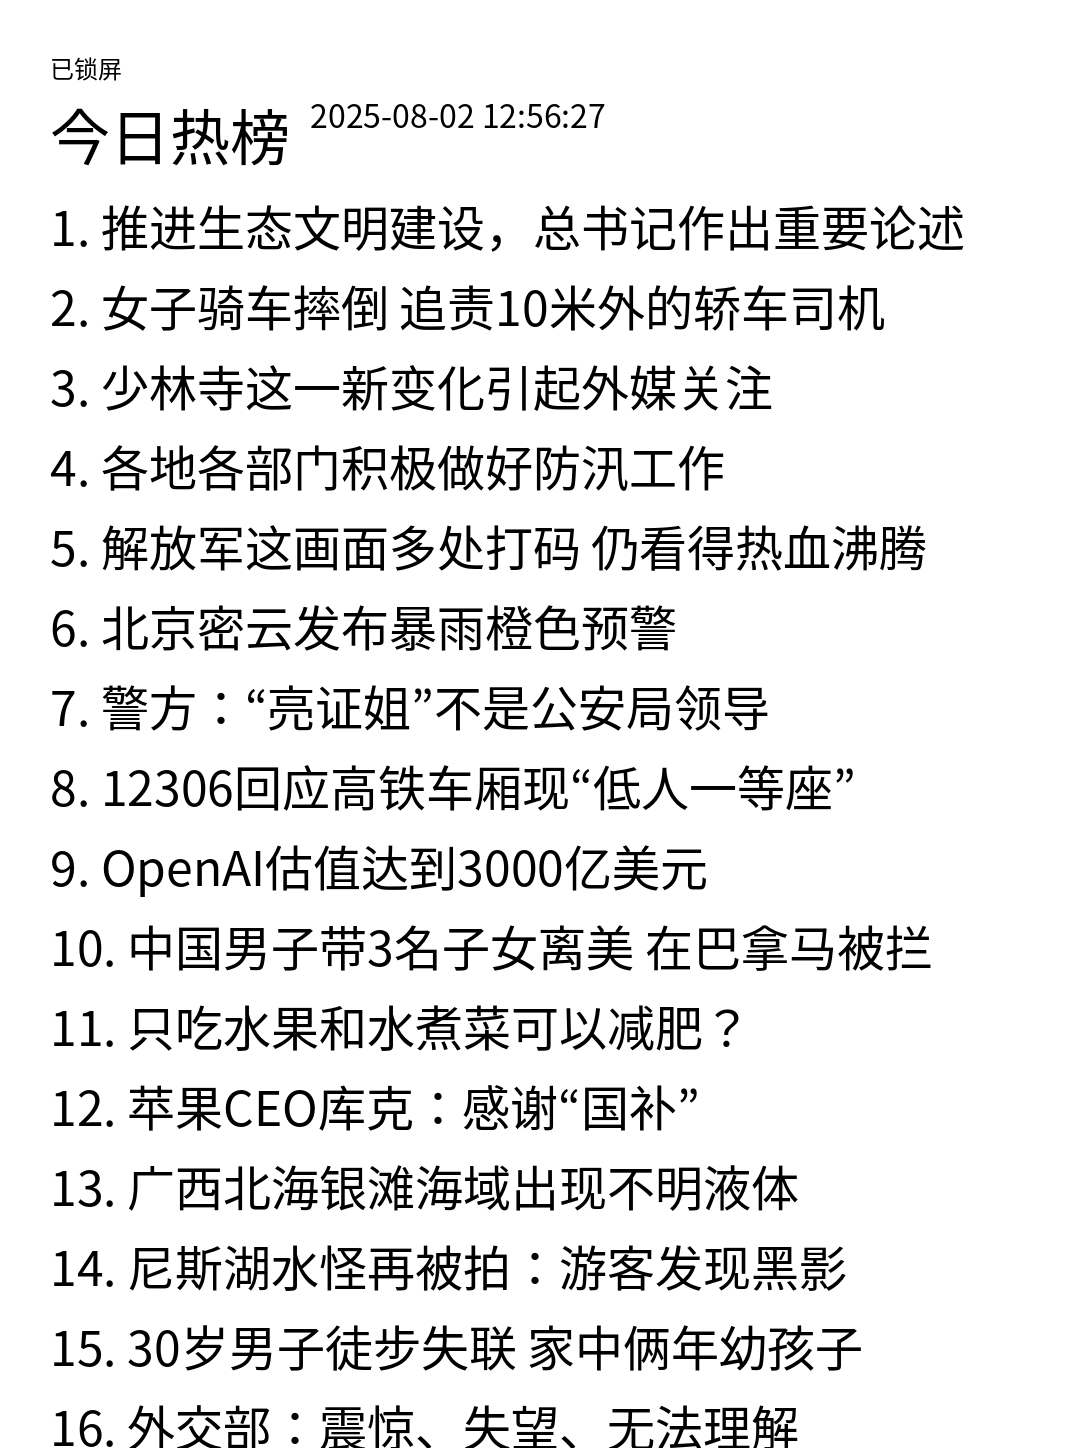 已锁屏
今日热榜 2025-08-02 12:56:27
1. 推进生态文明建设，总书记作出重要论述
2. 女子骑车摔倒 追责10米外的轿车司机
3. 少林寺这一新变化引起外媒关注
4. 各地各部门积极做好防汛工作
5. 解放军这画面多处打码 仍看得热血沸腾
6. 北京密云发布暴雨橙色预警
7. 警方：“亮证姐”不是公安局领导
8. 12306回应高铁车厢现“低人一等座”
9. OpenAI估值达到3000亿美元
10. 中国男子带3名子女离美 在巴拿马被拦
11. 只吃水果和水煮菜可以减肥？
12. 苹果CEO库克：感谢“国补”
13. 广西北海银滩海域出现不明液体
14. 尼斯湖水怪再被拍：游客发现黑影
15. 30岁男子徒步失联 家中俩年幼孩子
16. 外交部：震惊、失望、无法理解